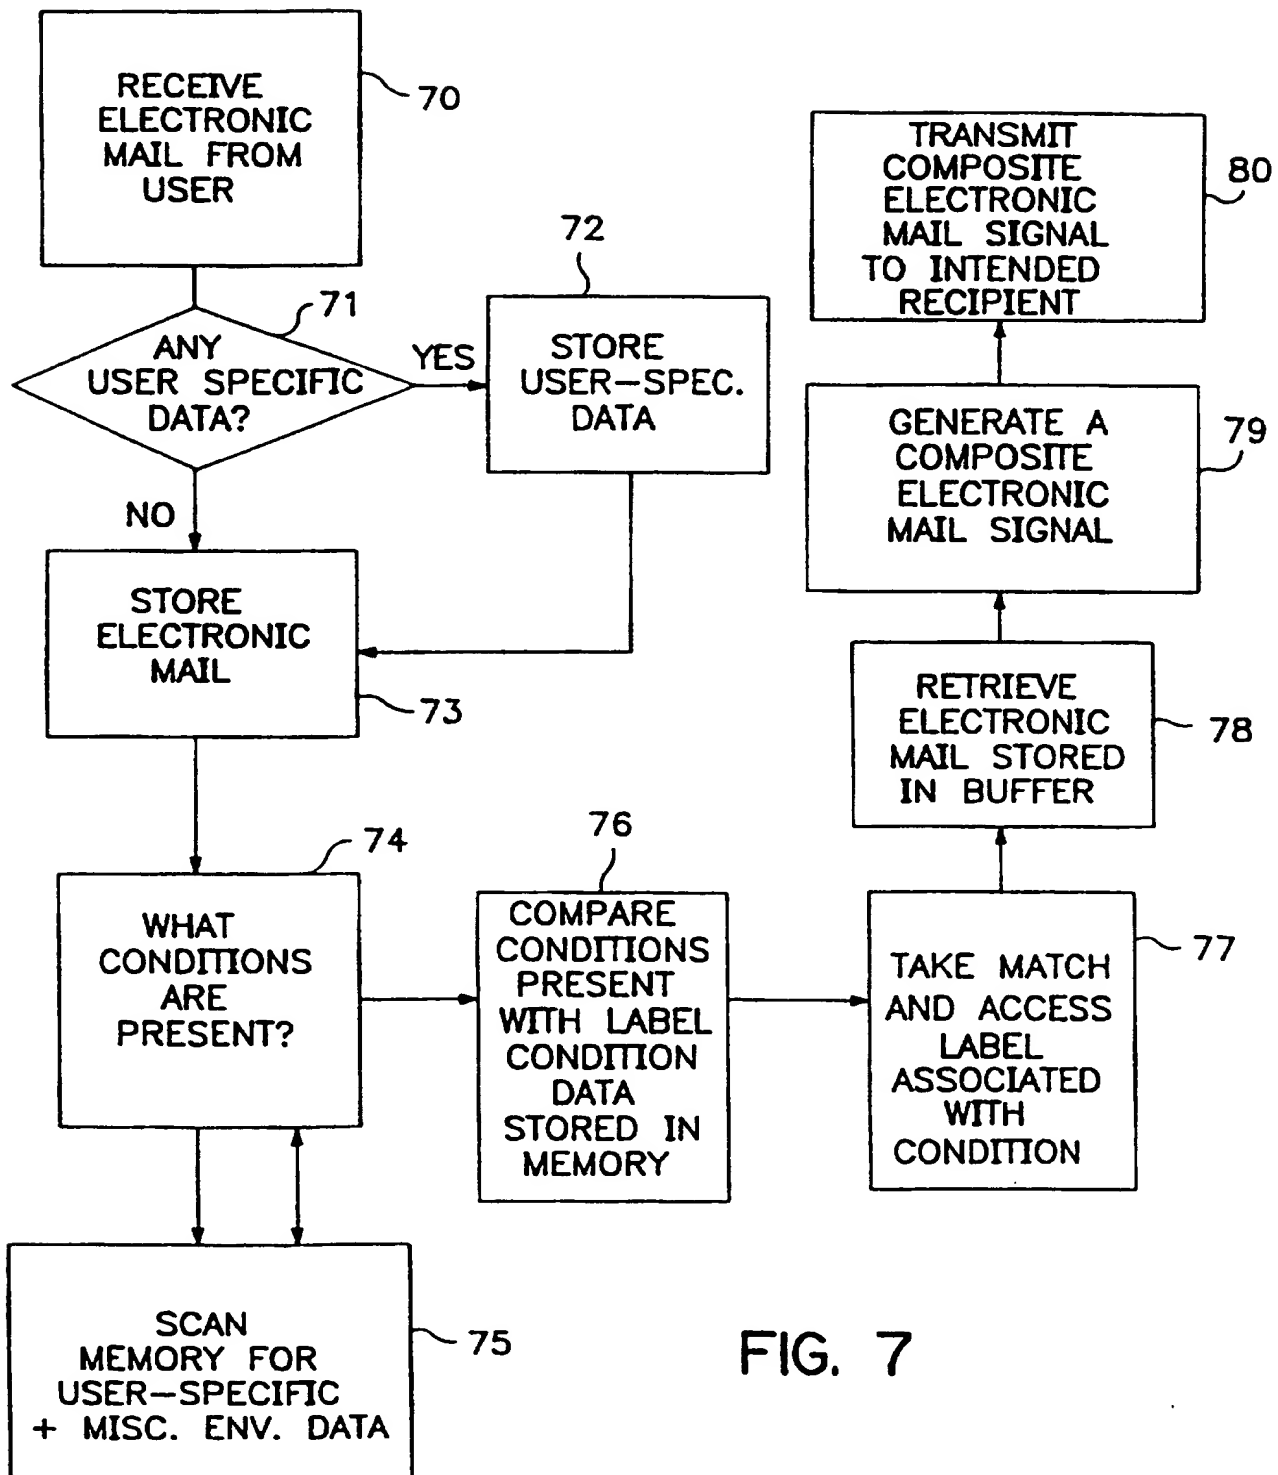 RECEIVE
ELECTRONIC
MAIL FROM
USER
70
71
ANY
USER SPECIFIC
DATA?
YES
NO
72
STORE
USER-SPEC.
DATA
STORE
ELECTRONIC
MAIL
73
74
WHAT
CONDITIONS
ARE
PRESENT?
SCAN
MEMORY FOR
USER-SPECIFIC
+ MISC. ENV. DATA
75
76
COMPARE
CONDITIONS
PRESENT
WITH LABEL
CONDITION
DATA
STORED IN
MEMORY
TAKE MATCH
AND ACCESS
LABEL
ASSOCIATED
WITH
CONDITION
77
RETRIEVE
ELECTRONIC
MAIL STORED
IN BUFFER
78
GENERATE A
COMPOSITE
ELECTRONIC
MAIL SIGNAL
79
TRANSMIT
COMPOSITE
ELECTRONIC
MAIL SIGNAL
TO INTENDED
RECIPIENT
80
FIG. 7